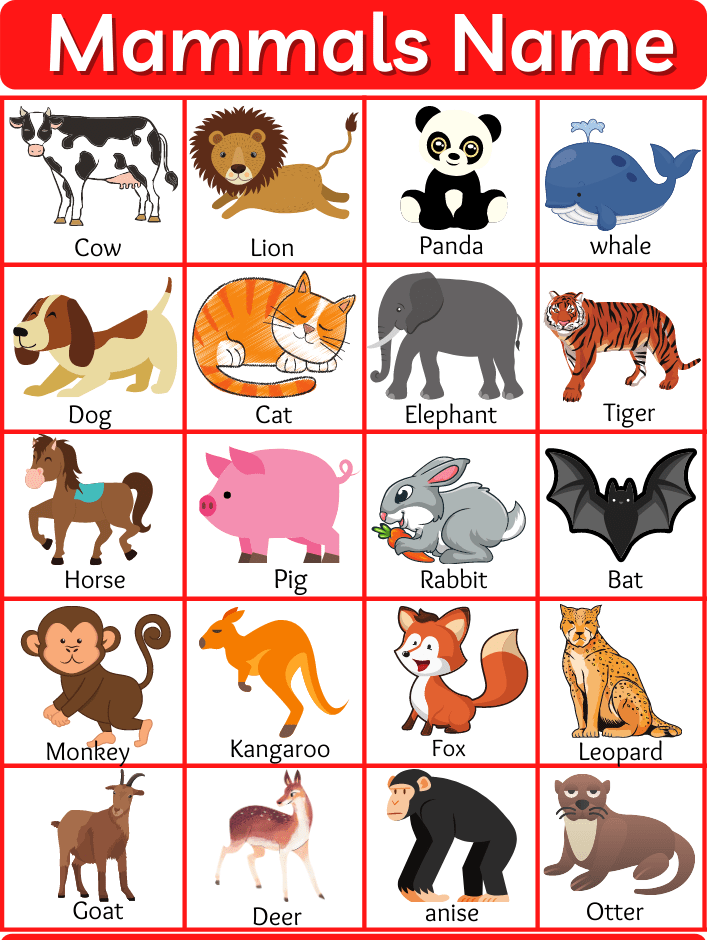 Mammals Name
Cow
Lion
Panda
whale
Dog
Cat
Elephant
Tiger
Horse
Pig
Rabbit
Bat
Monkey
Kangaroo
Fox
Leopard
Goat
Deer
anise
Otter